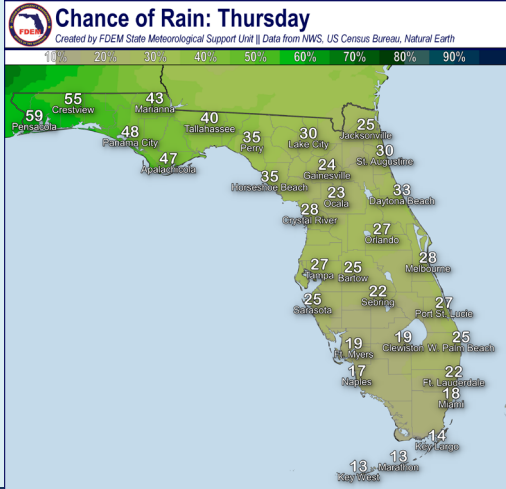 FDEM
Chance of Rain: Thursday
Created by FDEM State Meteorological Support Unit || Data from NWS, US Census Bureau, Natural Earth
10% 20% 30% 40% 50% 60% 70% 80% 90%
59
Pensacola
55
Crestview
43
Marianna
48
Panama City
40
Tallahassee
47
Apalachicola
35
Perry
30
Lake City
25
Jacksonville
30
St. Augustine
35
Horseshoe Beach
24
Gainesville
23
Ocala
33
Daytona Beach
28
Crystal River
27
Orlando
28
Melbourne
27
Tampa
25
Bartow
22
Sebring
25
Sarasota
27
Port St. Lucie
19
Ft. Myers
19
Clewiston
25
W. Palm Beach
17
Naples
22
Ft. Lauderdale
18
Miami
14
Key Largo
13
Marathon
13
Key West